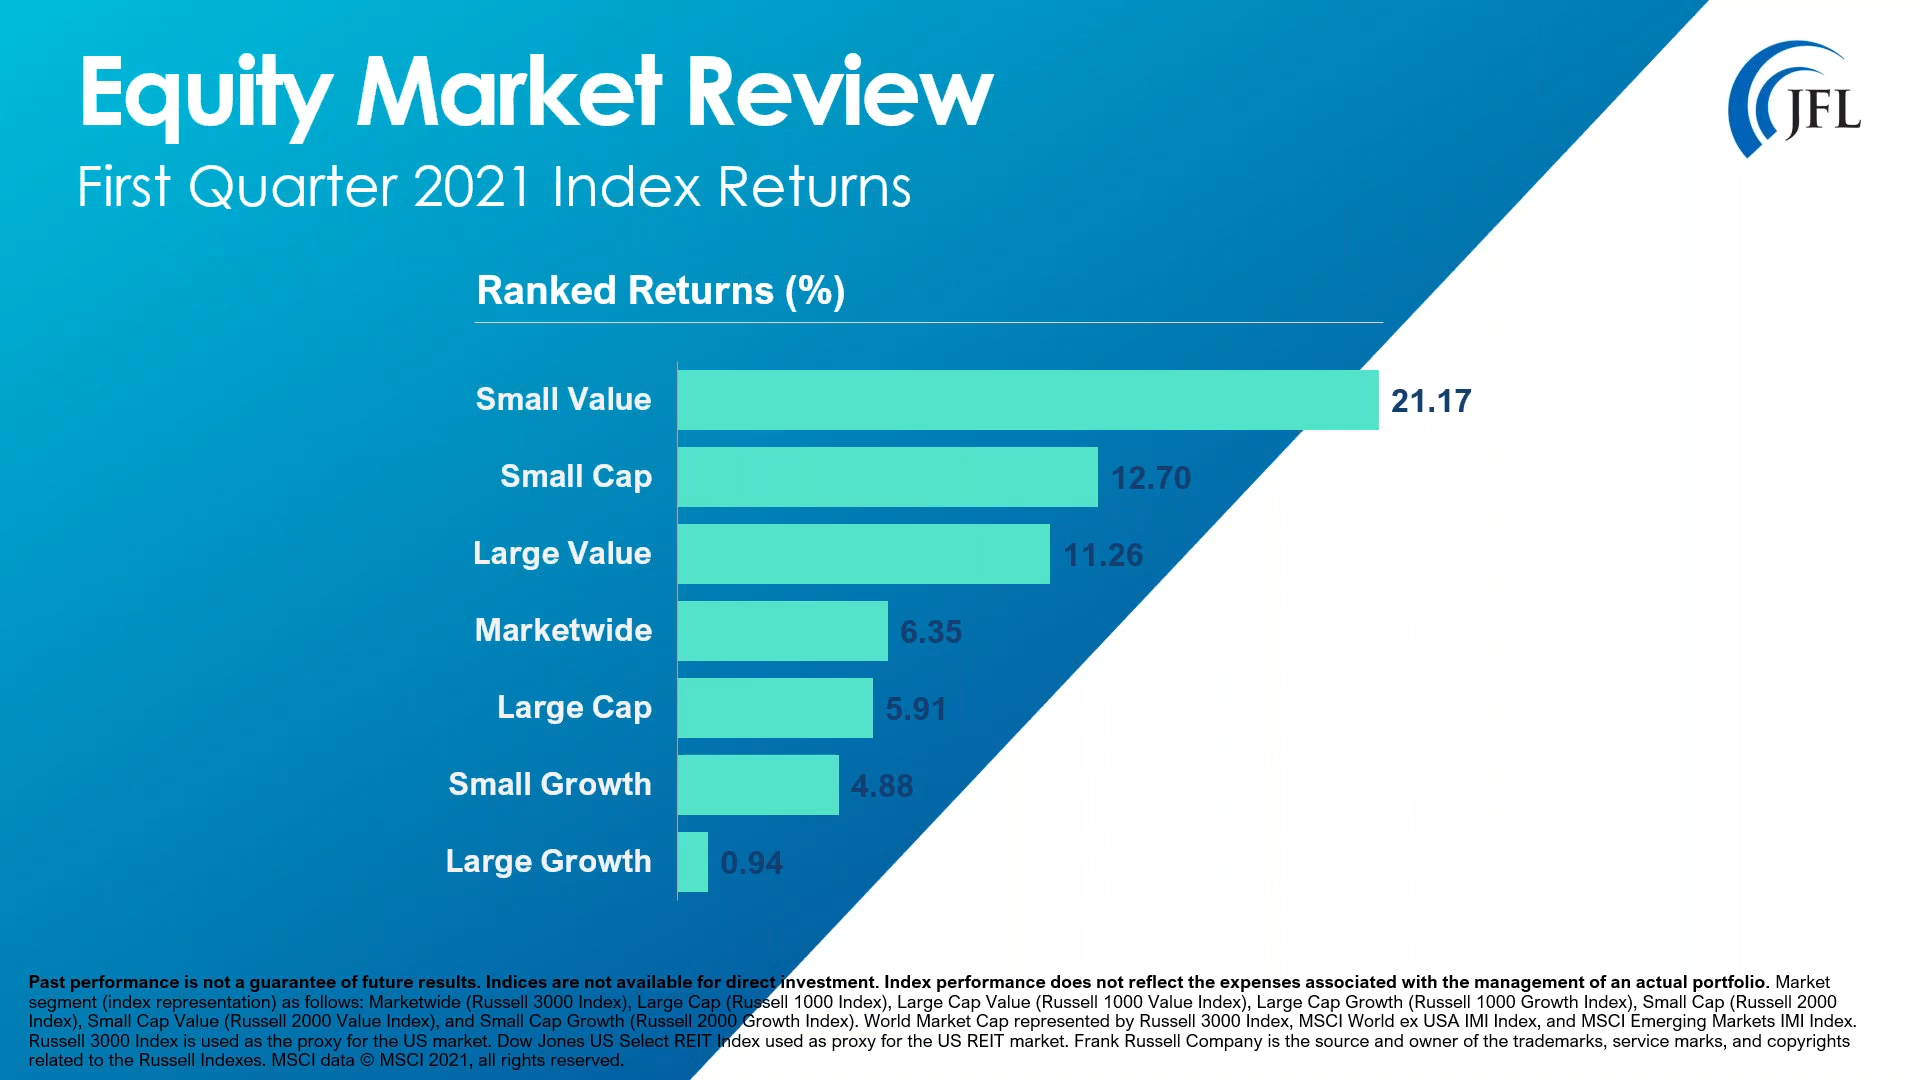 Equity Market Review
JFL
First Quarter 2021 Index Returns
Ranked Returns (%)
Small Value 21.17
Small Cap 12.70
Large Value 11.26
Marketwide 6.35
Large Cap 5.91
Small Growth 4.88
Large Growth 0.94
Past performance is not a guarantee of future results. Indices are not available for direct investment. Index performance does not reflect the expenses associated with the management of an actual portfolio. Market
segment (index representation) as follows: Marketwide (Russell 3000 Index), Large Cap (Russell 1000 Index), Large Cap Value (Russell 1000 Value Index), Large Cap Growth (Russell 1000 Growth Index), Small Cap (Russell 2000
Index), Small Cap Value (Russell 2000 Value Index), and Small Cap Growth (Russell 2000 Growth Index). World Market Cap represented by Russell 3000 Index, MSCI World ex USA IMI Index, and MSCI Emerging Markets IMI Index.
Russell 3000 Index is used as the proxy for the US market. Dow Jones US Select REIT Index used as proxy for the US REIT market. Frank Russell Company is the source and owner of the trademarks, service marks, and copyrights
related to the Russell Indexes. MSCI data © MSCI 2021, all rights reserved.